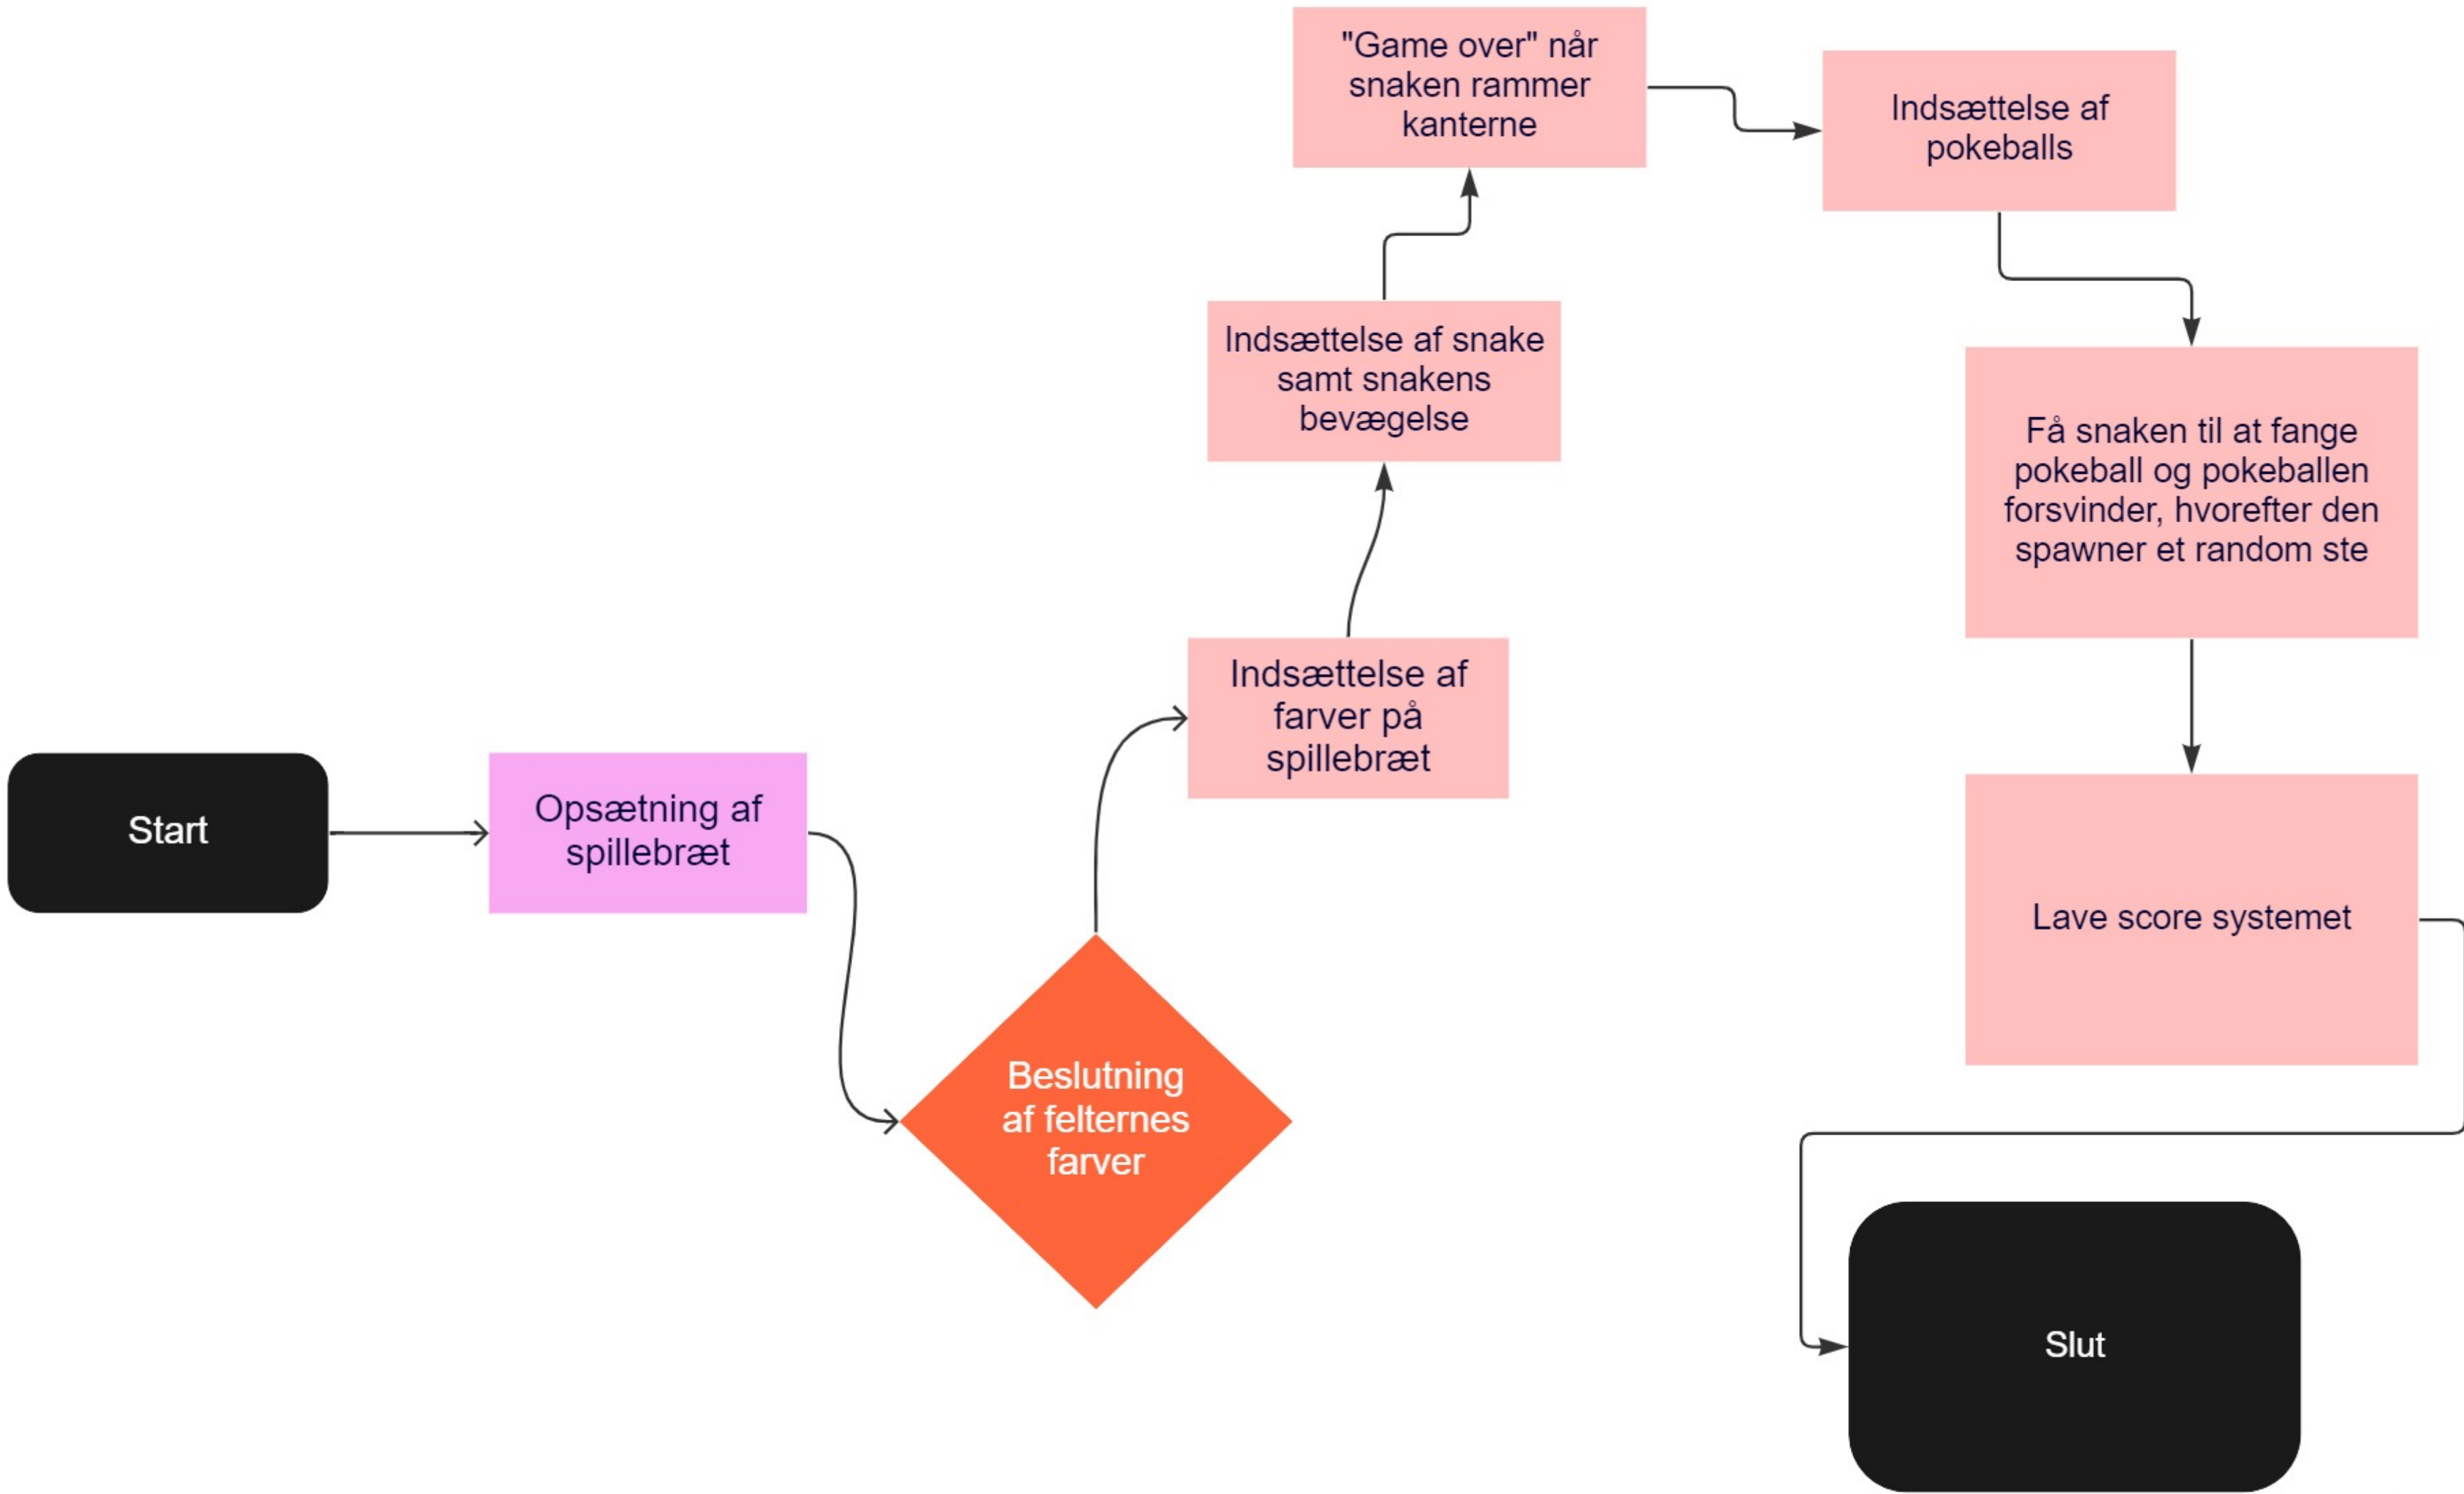 Start
Opsætning af
spillebræt
Beslutning
af felternes
farver
Indsættelse af
farver på
spillebræt
Indsættelse af snake
samt snakens
bevægelse
"Game over" når
snaken rammer
kanterne
Indsættelse af
pokeballs
Få snaken til at fange
pokeball og pokeballen
forsvinder, hvorefter den
spawner et random ste
Lave score systemet
Slut